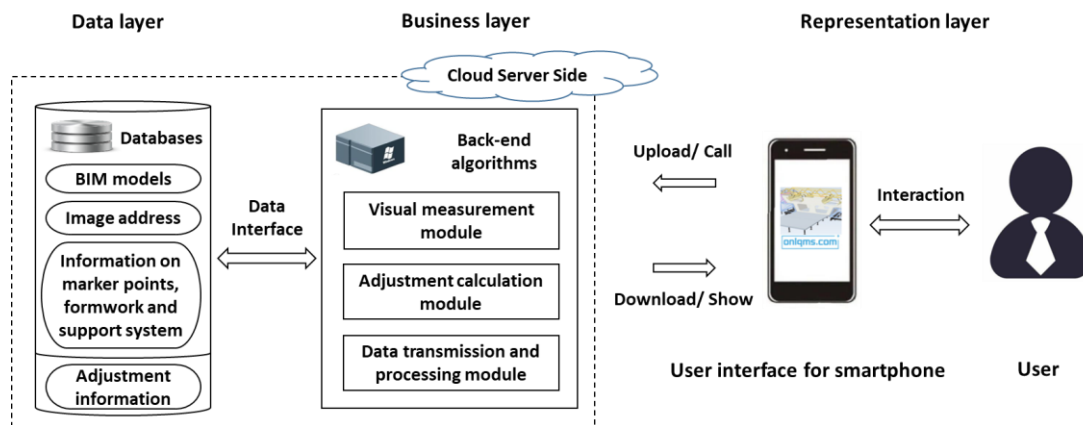 Data layer
Business layer
Representation layer
Cloud Server Side
Databases
BIM models
Image address
Information on
marker points,
formwork and
support system
Adjustment
information
Data
Interface
Back-end
algorithms
Visual measurement
module
Adjustment calculation
module
Data transmission and
processing module
Upload/ Call
Download/ Show
onlqms.com
Interaction
User interface for smartphone
User